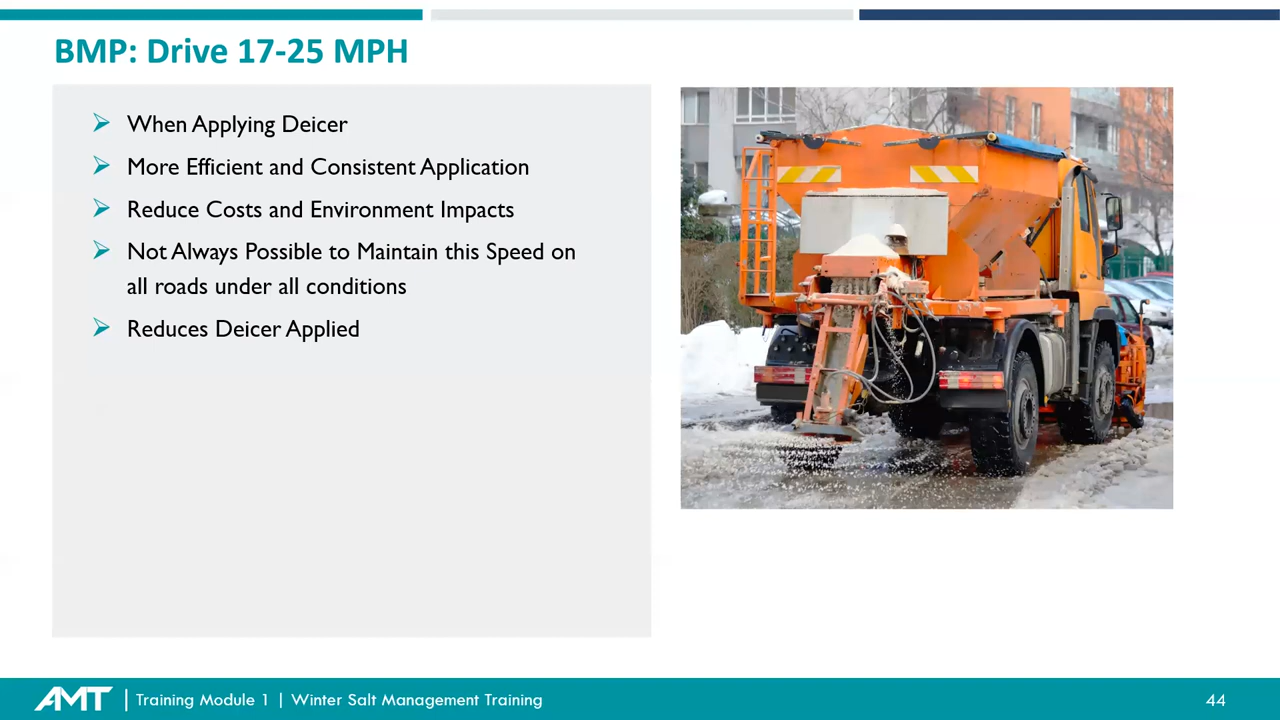 BMP: Drive 17-25 MPH
When Applying Deicer
More Efficient and Consistent Application
Reduce Costs and Environment Impacts
Not Always Possible to Maintain this Speed on
all roads under all conditions
Reduces Deicer Applied
AMT | Training Module 1 | Winter Salt Management Training
44